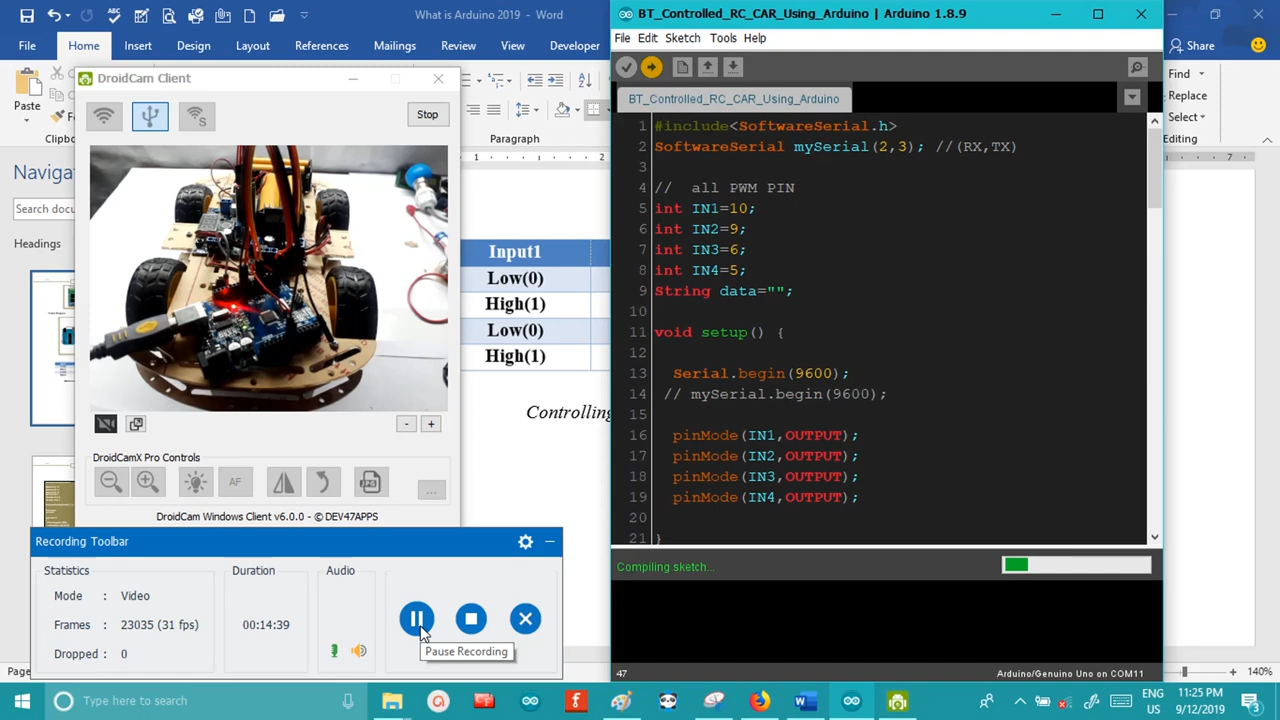 What is Arduino 2019 - Word
File
Home
Insert
Design
Layout
References
Mailings
Review
View
Developer
Share
Paste
Clipb
Paragraph
Find
Replace
Select
Editing
Navig
Search docu
Headings
1
2
7
Input1
Low(0)
High(1)
Low(0)
High(1)
Controlling
DroidCam Client
Stop
S
-
+
DroidCamX Pro Controls
AF
JPG
...
DroidCam Windows Client v6.0.0 - © DEV47APPS
Recording Toolbar
Statistics
Duration
Audio
Mode : Video
Frames : 23035 (31 fps)
Dropped : 0
00:14:39
Pause Recording
BT_Controlled_RC_CAR_Using_Arduino | Arduino 1.8.9
File Edit Sketch Tools Help
BT_Controlled_RC_CAR_Using_Arduino
1 #include<SoftwareSerial.h>
2 SoftwareSerial mySerial(2,3); //(RX,TX)
3
4 // all PWM PIN
5 int IN1=10;
6 int IN2=9;
7 int IN3=6;
8 int IN4=5;
9 String data="";
10
11 void setup() {
12
13 Serial.begin(9600);
14 // mySerial.begin(9600);
15
16 pinMode(IN1,OUTPUT);
17 pinMode(IN2,OUTPUT);
18 pinMode(IN3,OUTPUT);
19 pinMode(IN4,OUTPUT);
20
21 }
Compiling sketch...
47
Arduino/Genuino Uno on COM11
Page
140%
Type here to search
ENG
US
11:25 PM
9/12/2019
3